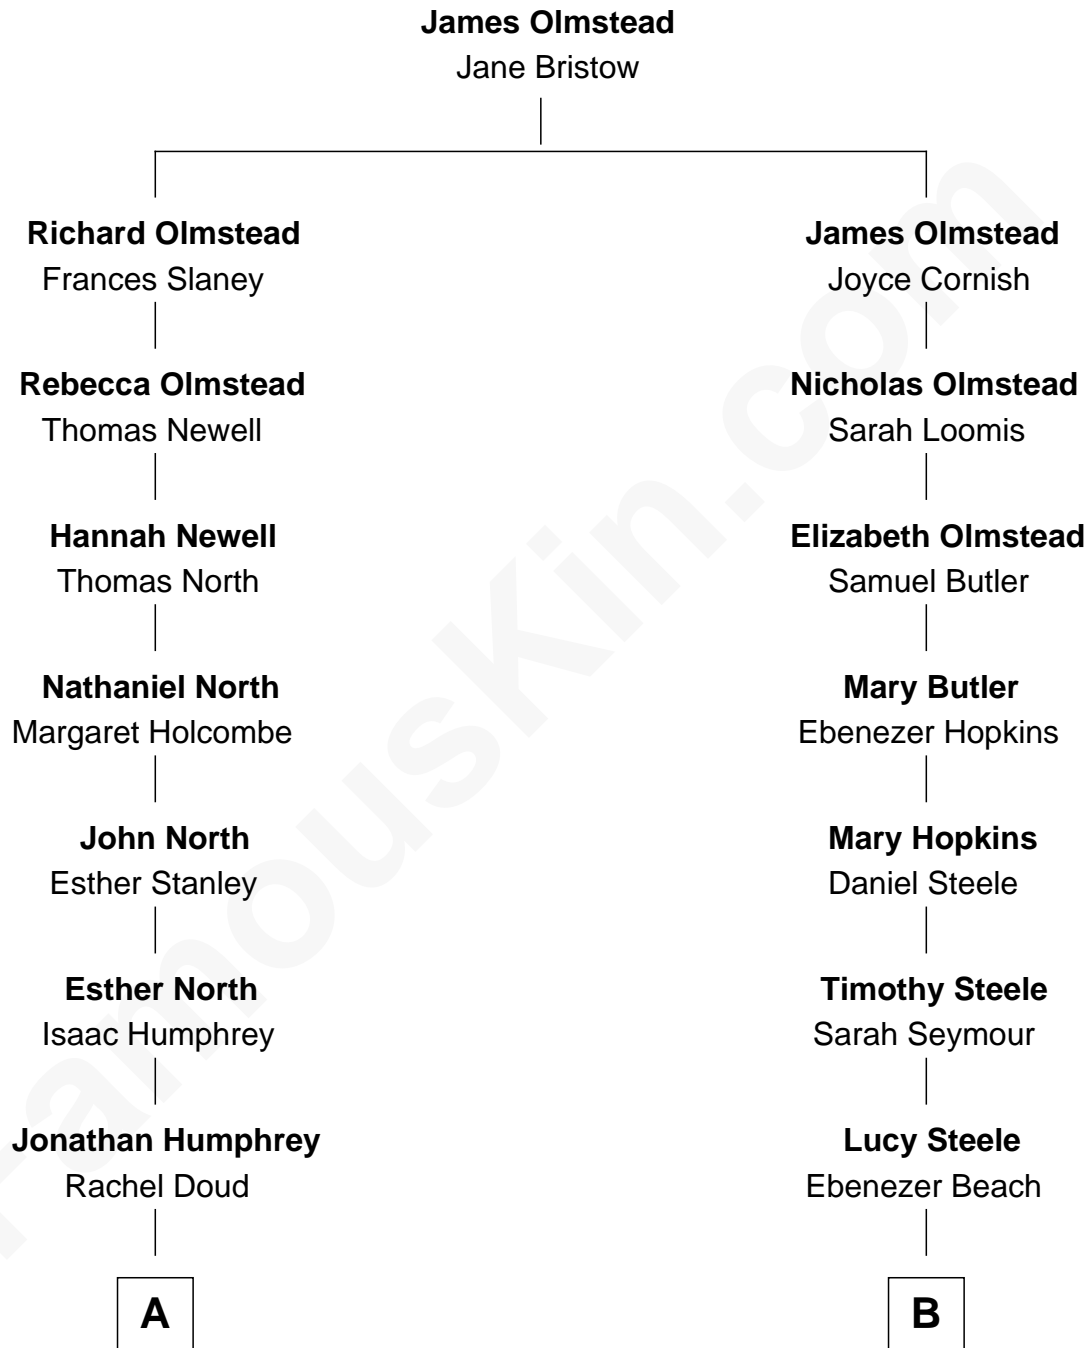 James Olmstead
Jane Bristow
Richard Olmstead
Frances Slaney
James Olmstead
Joyce Cornish
Rebecca Olmstead
Thomas Newell
Nicholas Olmstead
Sarah Loomis
Hannah Newell
Thomas North
Elizabeth Olmstead
Samuel Butler
Nathaniel North
Margaret Holcombe
Mary Butler
Ebenezer Hopkins
John North
Esther Stanley
Mary Hopkins
Daniel Steele
Esther North
Isaac Humphrey
Timothy Steele
Sarah Seymour
Jonathan Humphrey
Rachel Doud
Lucy Steele
Ebenezer Beach
A
B
FamousKin.com